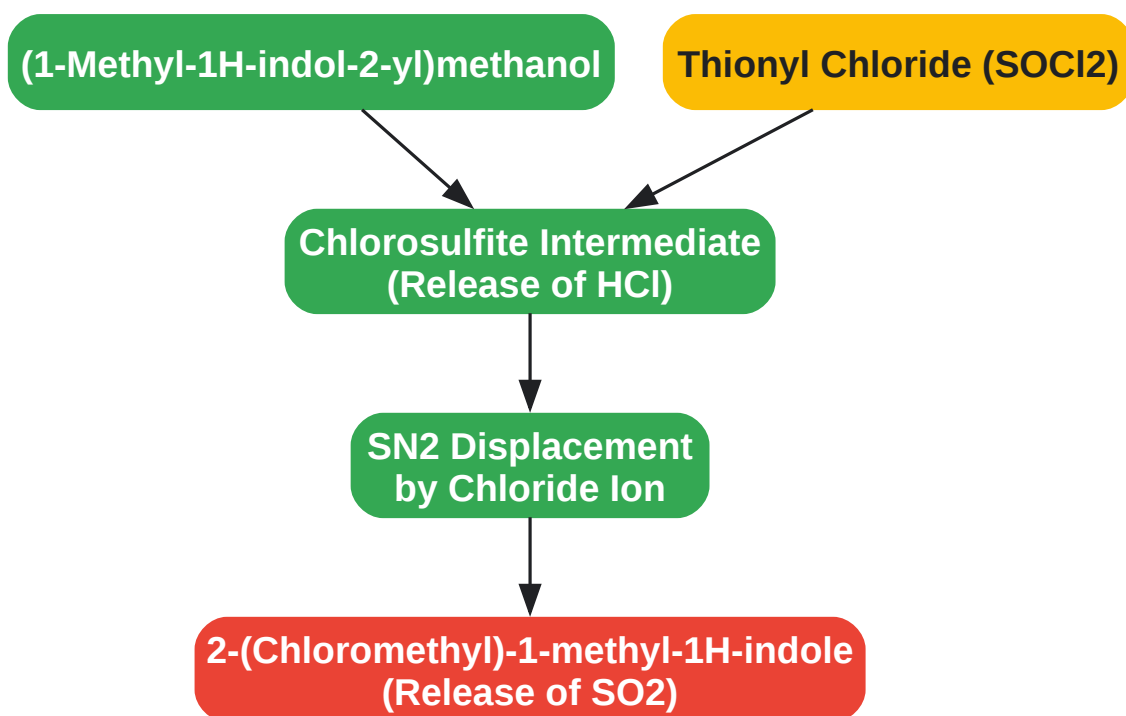 (1-Methyl-1H-indol-2-yl)methanol
Thionyl Chloride (SOCl2)
Chlorosulfite Intermediate
(Release of HCl)
SN2 Displacement
by Chloride Ion
2-(Chloromethyl)-1-methyl-1H-indole
(Release of SO2)